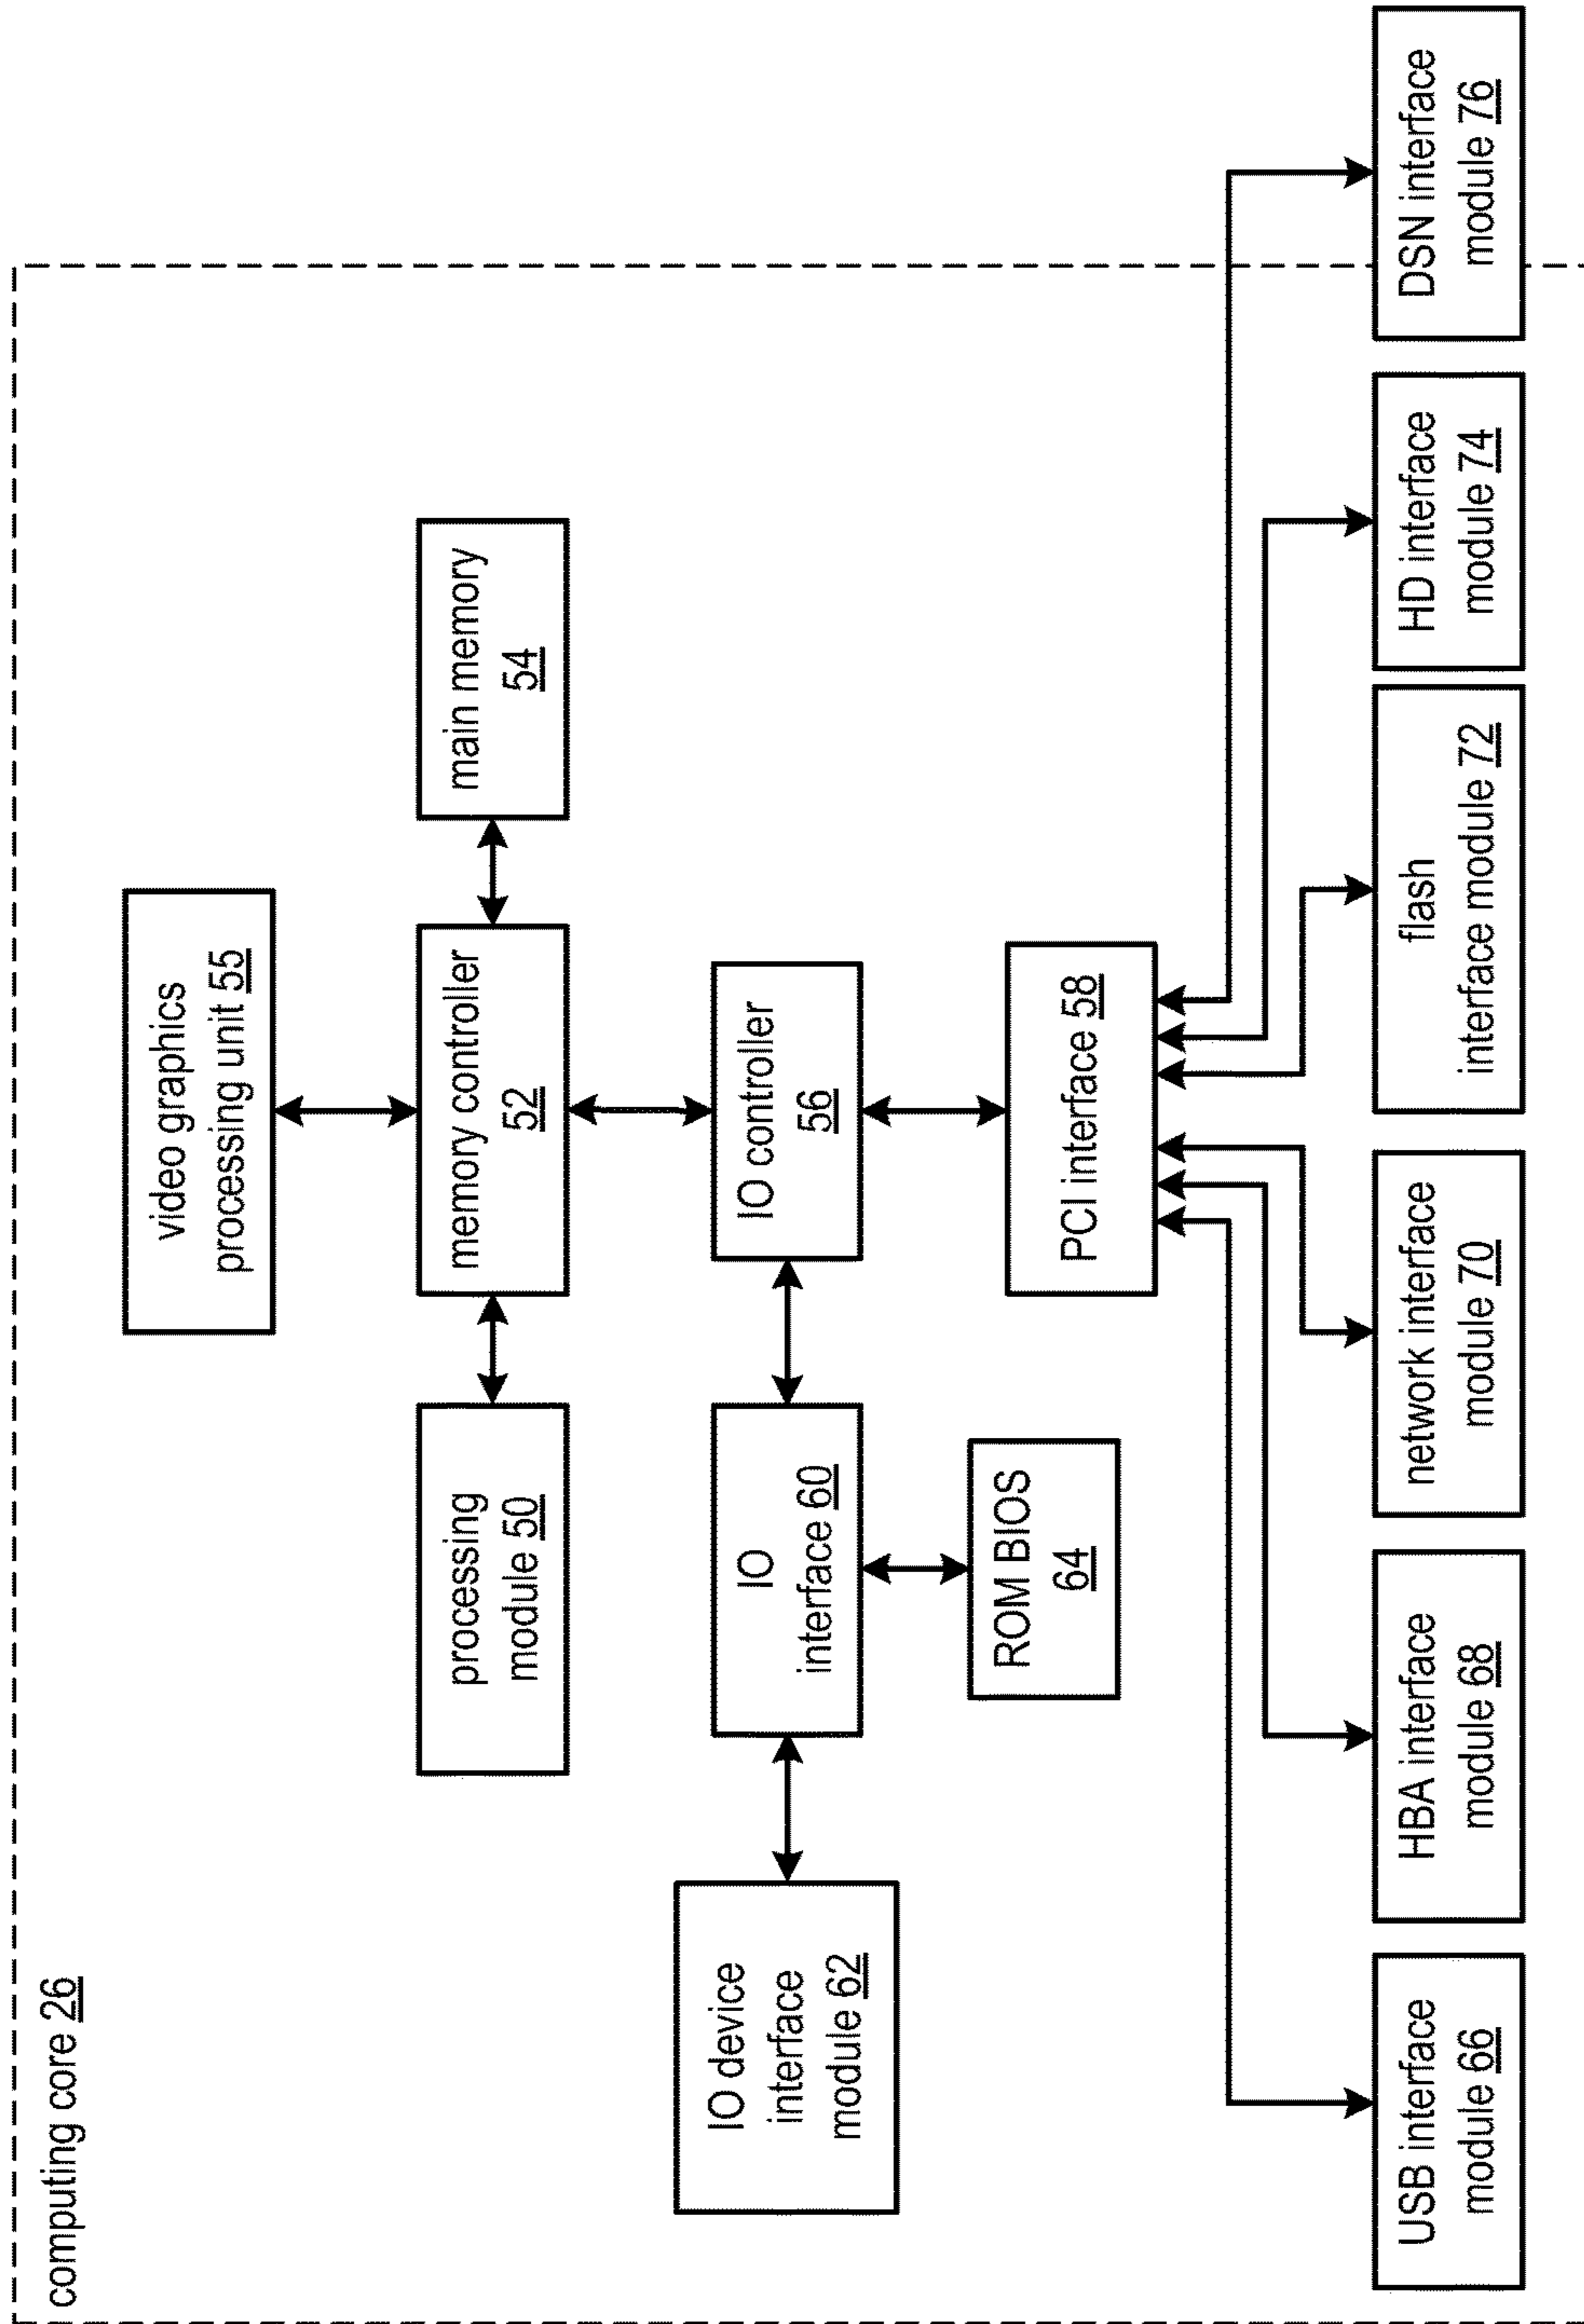 computing core 26
video graphics
processing unit 55
processing
module 50
memory controller
52
main memory
54
IO device
interface
module 62
IO
interface 60
IO controller
56
ROM BIOS
64
PCI interface 58
USB interface
module 66
HBA interface
module 68
network interface
module 70
flash
interface module 72
HD interface
module 74
DSN interface
module 76